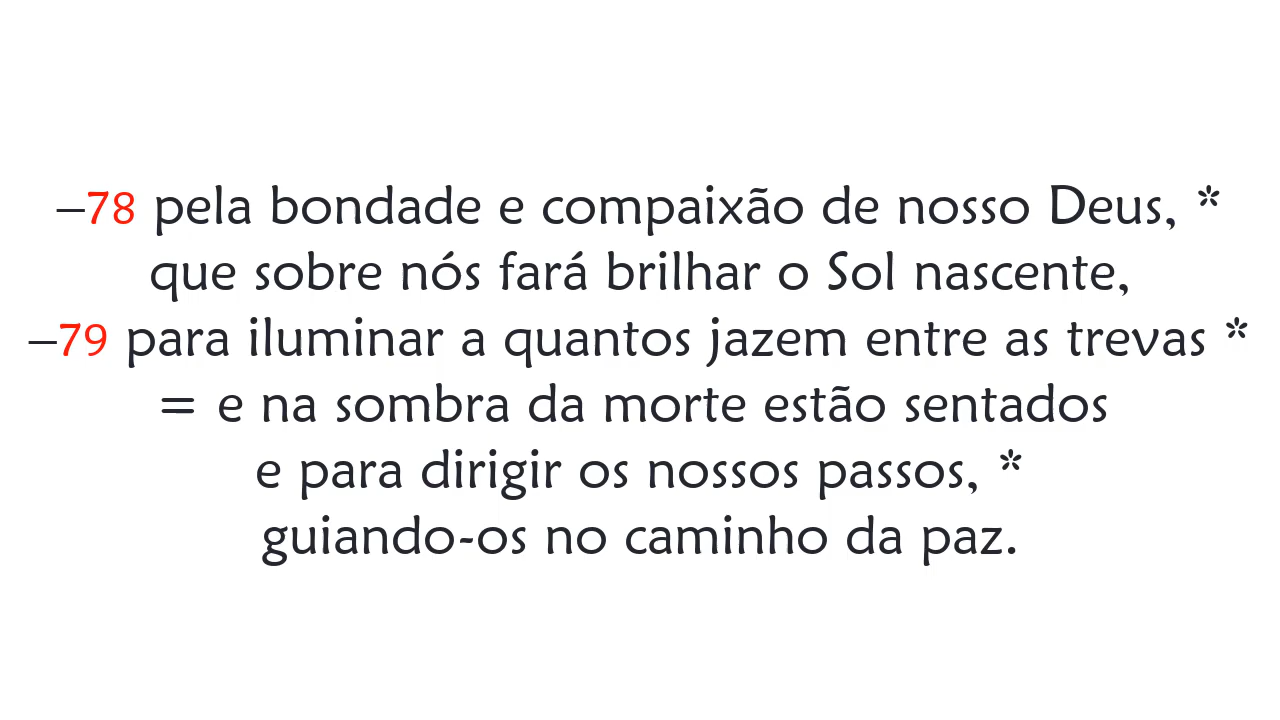 –78 pela bondade e compaixão de nosso Deus, *
que sobre nós fará brilhar o Sol nascente,
–79 para iluminar a quantos jazem entre as trevas *
= e na sombra da morte estão sentados
e para dirigir os nossos passos, *
guiando-os no caminho da paz.